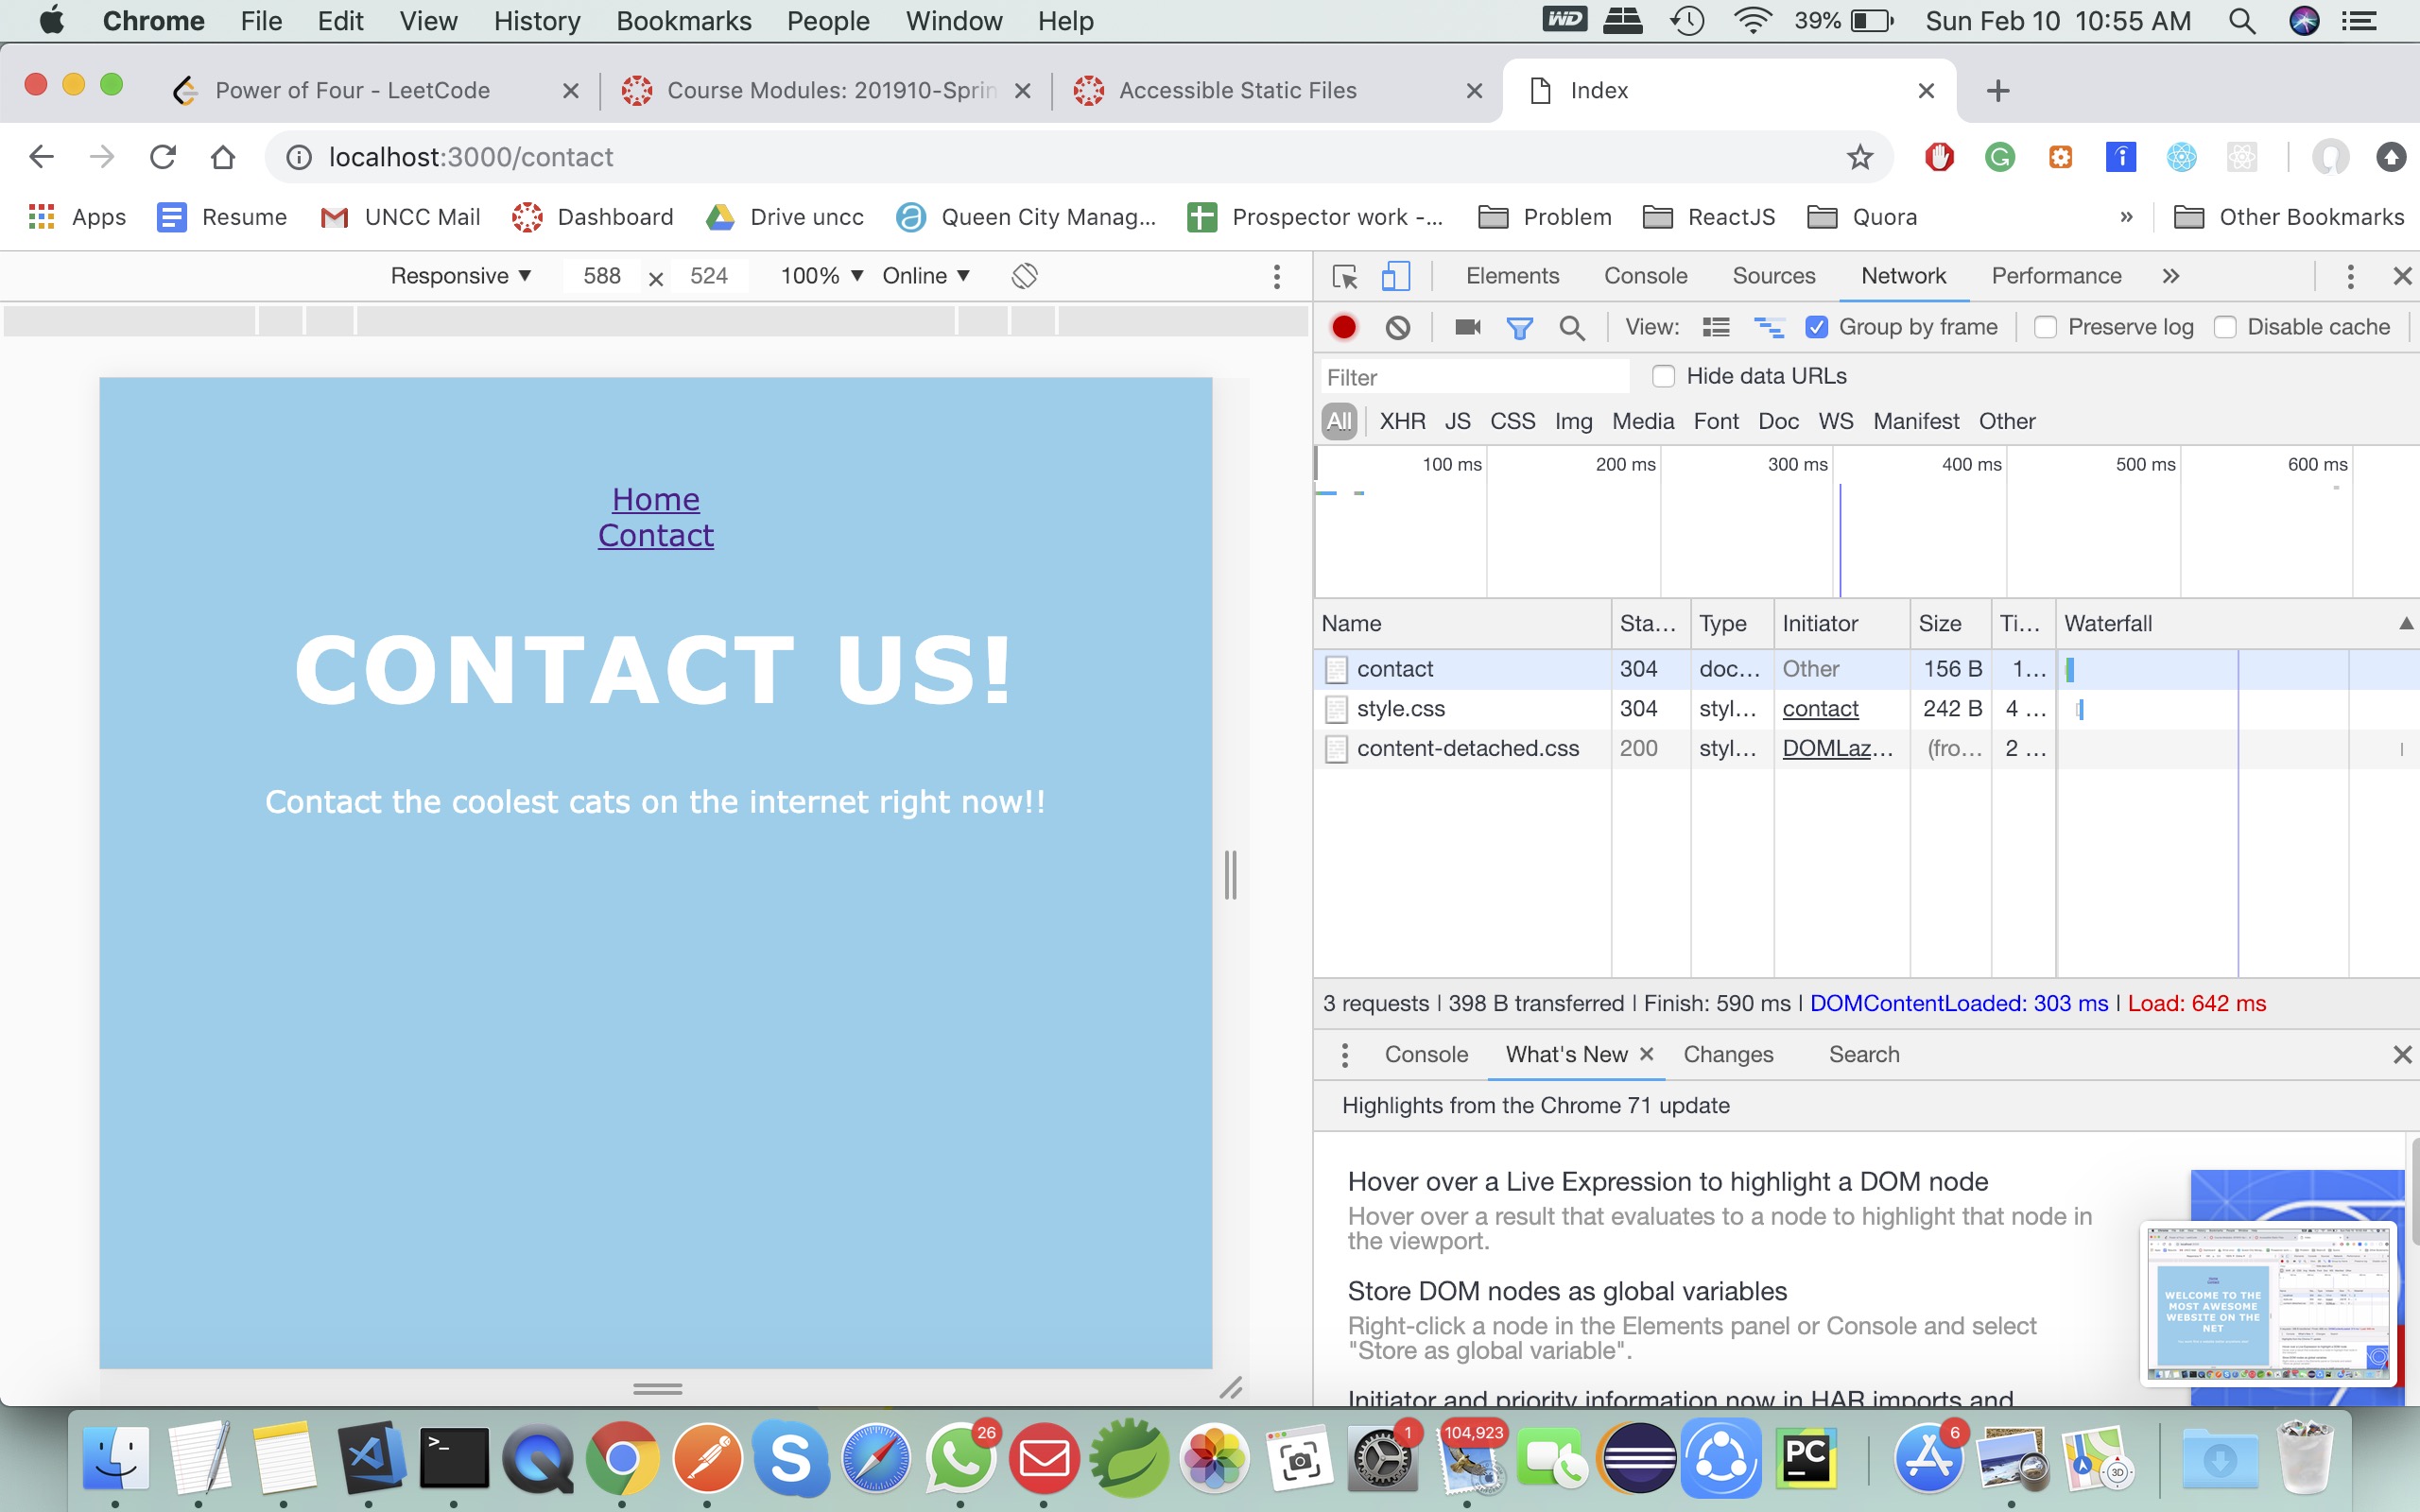 Chrome File Edit View History Bookmarks People Window Help WD 39% Sun Feb 10 10:55 AM
Power of Four - LeetCode Course Modules: 201910-Sprin Accessible Static Files Index
localhost:3000/contact
Apps Resume UNCC Mail Dashboard Drive uncc Queen City Manag... Prospector work -... Problem ReactJS Quora » Other Bookmarks
Responsive 588 × 524 100% Online
Elements Console Sources Network Performance »
View: Group by frame Preserve log Disable cache
Filter Hide data URLs
All XHR JS CSS Img Media Font Doc WS Manifest Other
100 ms 200 ms 300 ms 400 ms 500 ms 600 ms
Name Sta... Type Initiator Size Ti... Waterfall
contact 304 doc... Other 156 B 1...
style.css 304 styl... contact 242 B 4 ...
content-detached.css 200 styl... DOMLaz... (fro... 2 ...
3 requests | 398 B transferred | Finish: 590 ms | DOMContentLoaded: 303 ms | Load: 642 ms
Home
Contact
CONTACT US!
Contact the coolest cats on the internet right now!!
Console What's New Changes Search
Highlights from the Chrome 71 update
Hover over a Live Expression to highlight a DOM node
Hover over a result that evaluates to a node to highlight that node in
the viewport.
Store DOM nodes as global variables
Right-click a node in the Elements panel or Console and select
"Store as global variable".
Initiator and priority information now in HAR imports and
WELCOME TO THE
MOST AWESOME
WEBSITE ON THE
NET
26 1 104,923 PC 6 3D